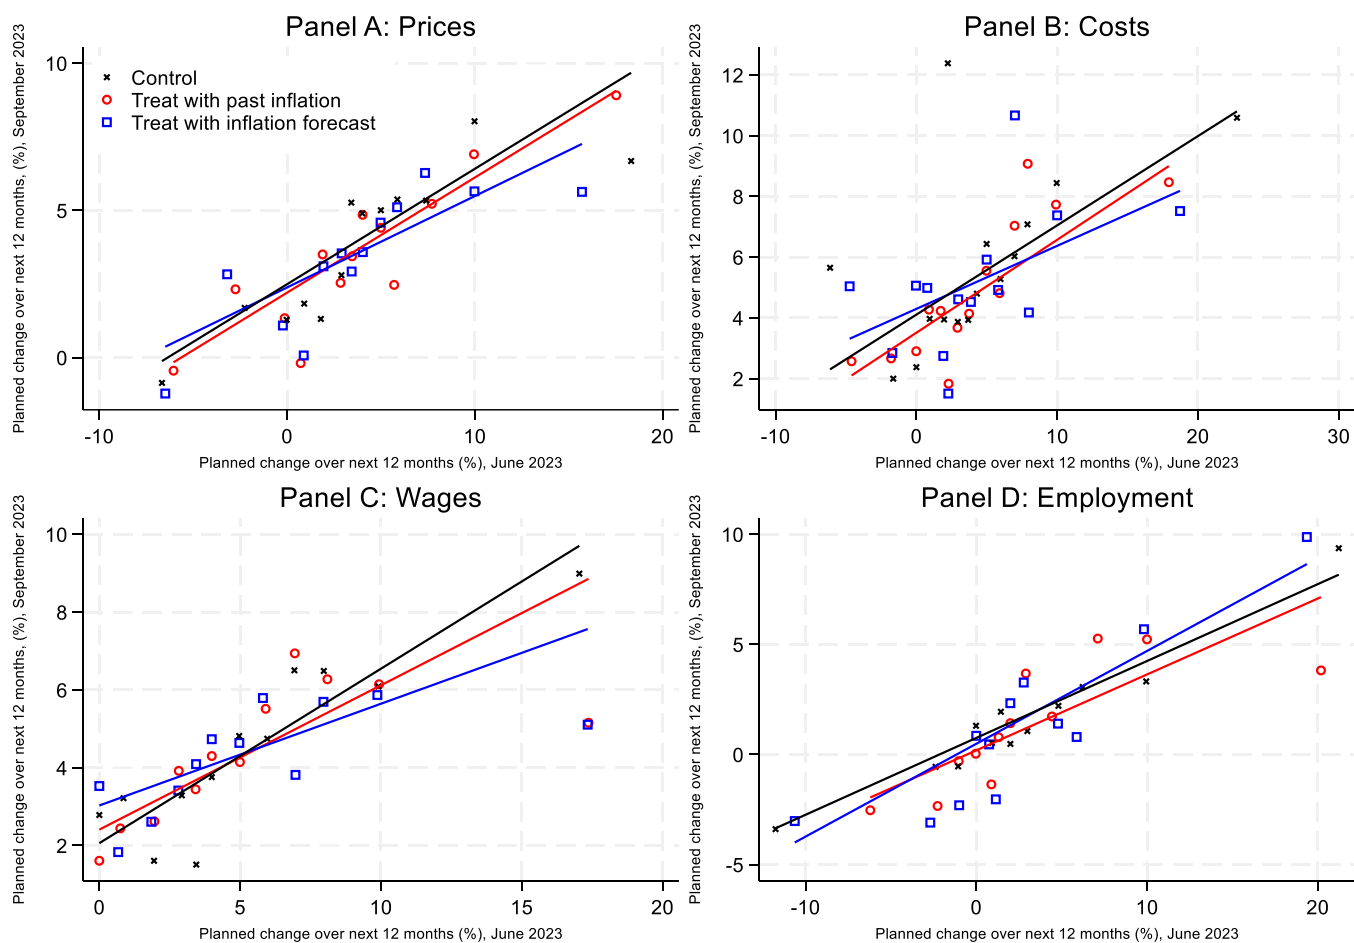 Panel A: Prices
Planned change over next 12 months, (%), September 2023
10
5
0
Control
Treat with past inflation
Treat with inflation forecast
-10
0
10
20
Planned change over next 12 months (%), June 2023
Panel B: Costs
Planned change over next 12 months, (%), September 2023
12
10
8
6
4
2
-10
0
10
20
30
Planned change over next 12 months (%), June 2023
Panel C: Wages
Planned change over next 12 months, (%), September 2023
10
8
6
4
2
0
5
10
15
20
Planned change over next 12 months (%), June 2023
Panel D: Employment
Planned change over next 12 months, (%), September 2023
10
5
0
-5
-10
0
10
20
Planned change over next 12 months (%), June 2023